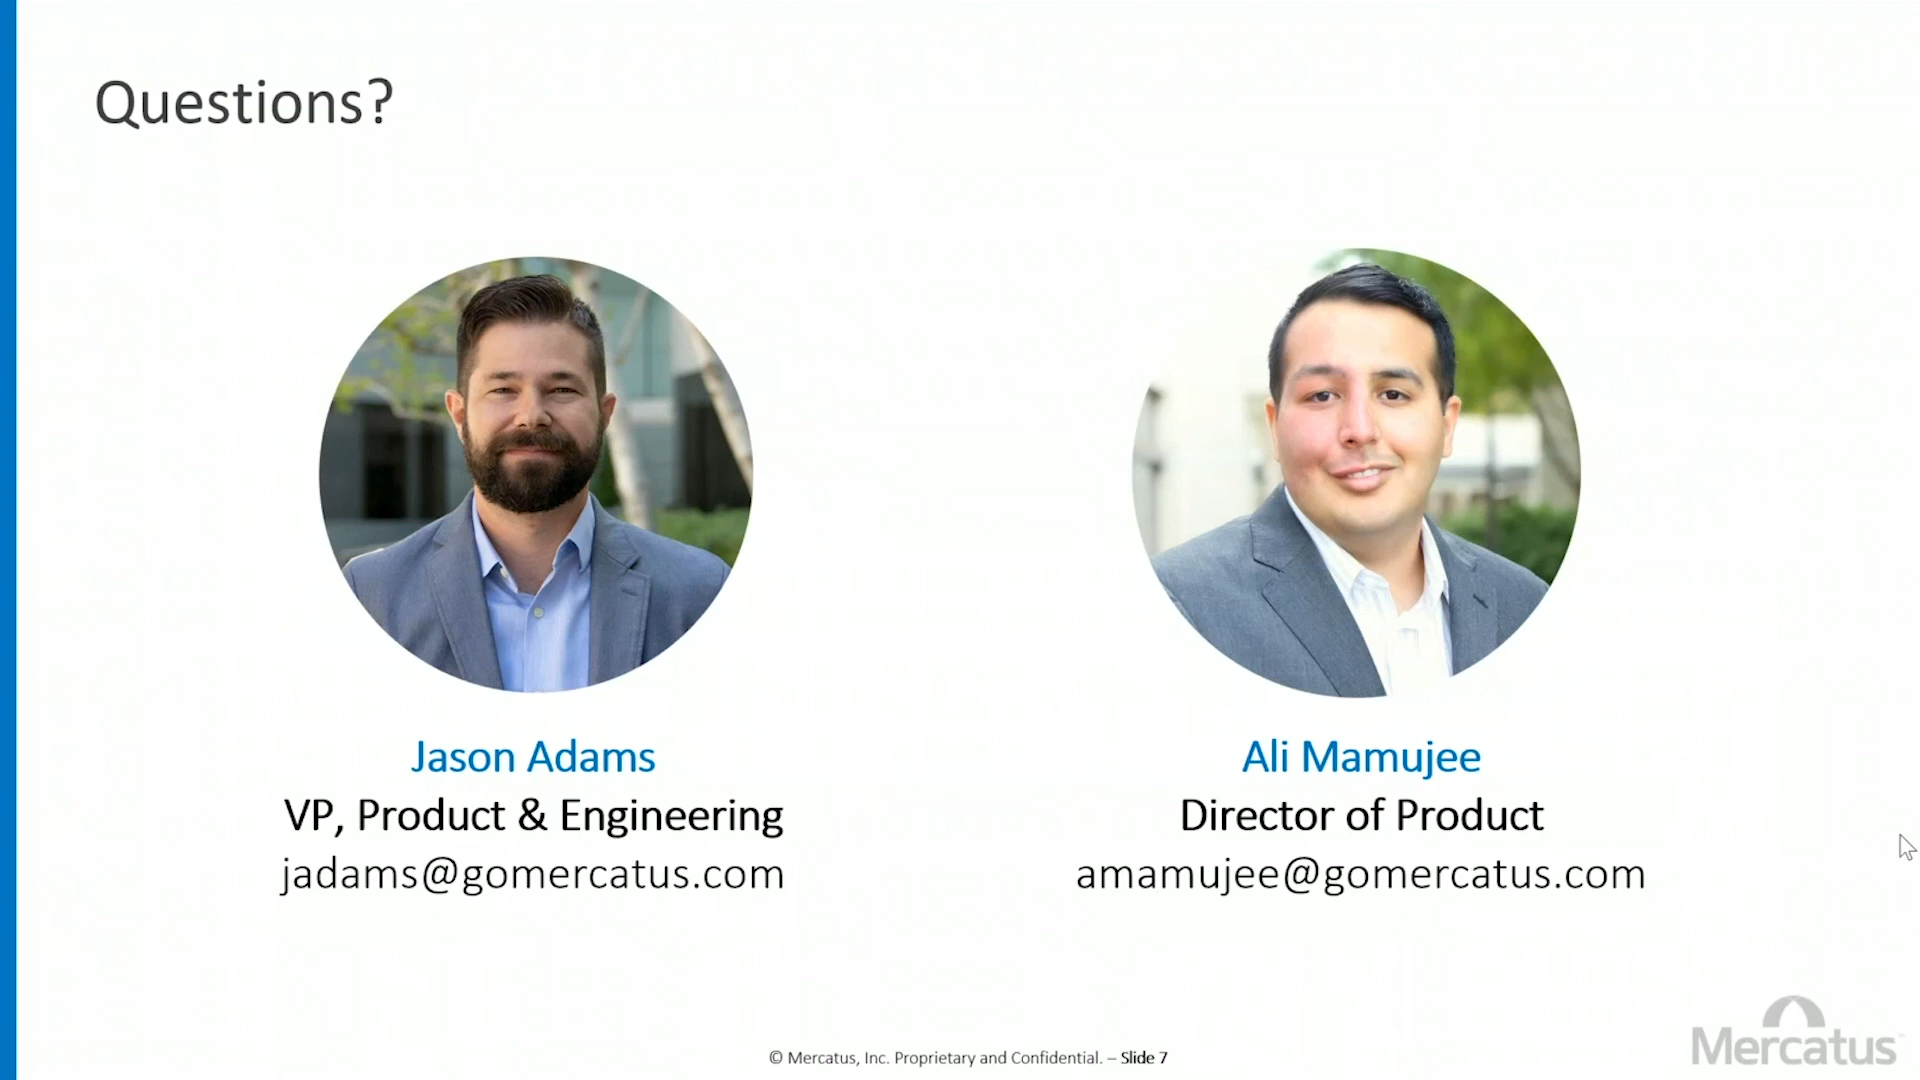 Questions?
Jason Adams
VP, Product & Engineering
jadams@gomercatus.com
Ali Mamujee
Director of Product
amamujee@gomercatus.com
© Mercatus, Inc. Proprietary and Confidential. – Slide 7
Mercatus